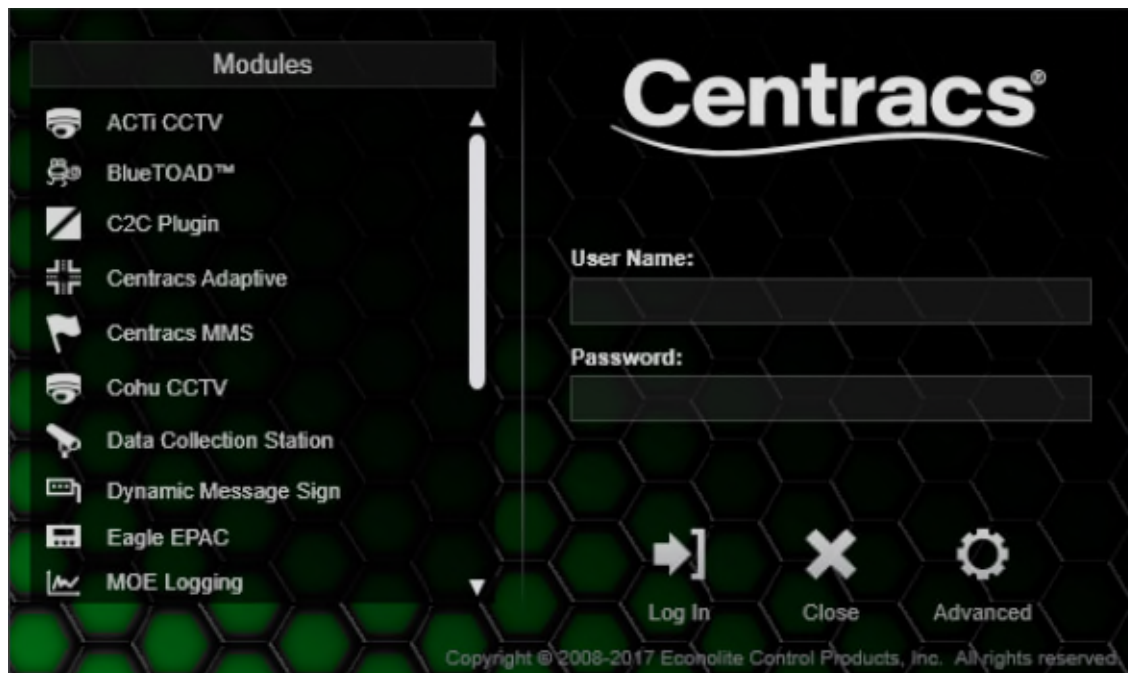 Modules
ACTi CCTV
BlueTOAD™
C2C Plugin
Centracs Adaptive
Centracs MMS
Cohu CCTV
Data Collection Station
Dynamic Message Sign
Eagle EPAC
MOE Logging
Centracs®
User Name:
Password:
Log In
Close
Advanced
Copyright © 2008-2017 Econolite Control Products, Inc. All rights reserved.